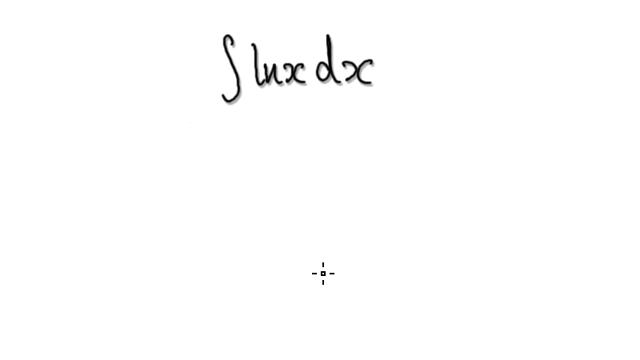 ∫ lnx dx